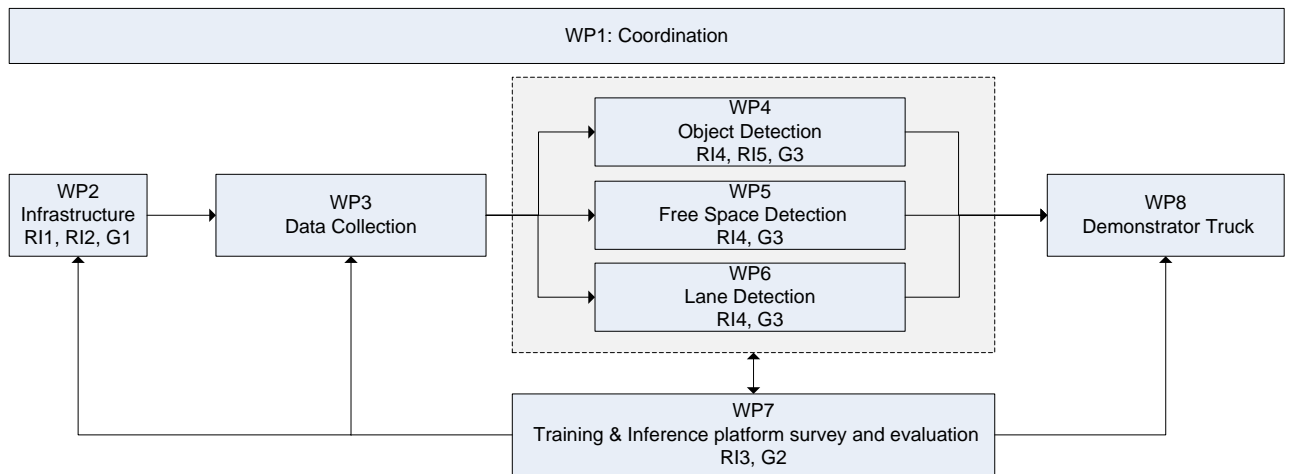 WP1: Coordination
WP4
Object Detection
RI4, RI5, G3
WP2
Infrastructure
RI1, RI2, G1
WP3
Data Collection
WP5
Free Space Detection
RI4, G3
WP8
Demonstrator Truck
WP6
Lane Detection
RI4, G3
WP7
Training & Inference platform survey and evaluation
RI3, G2